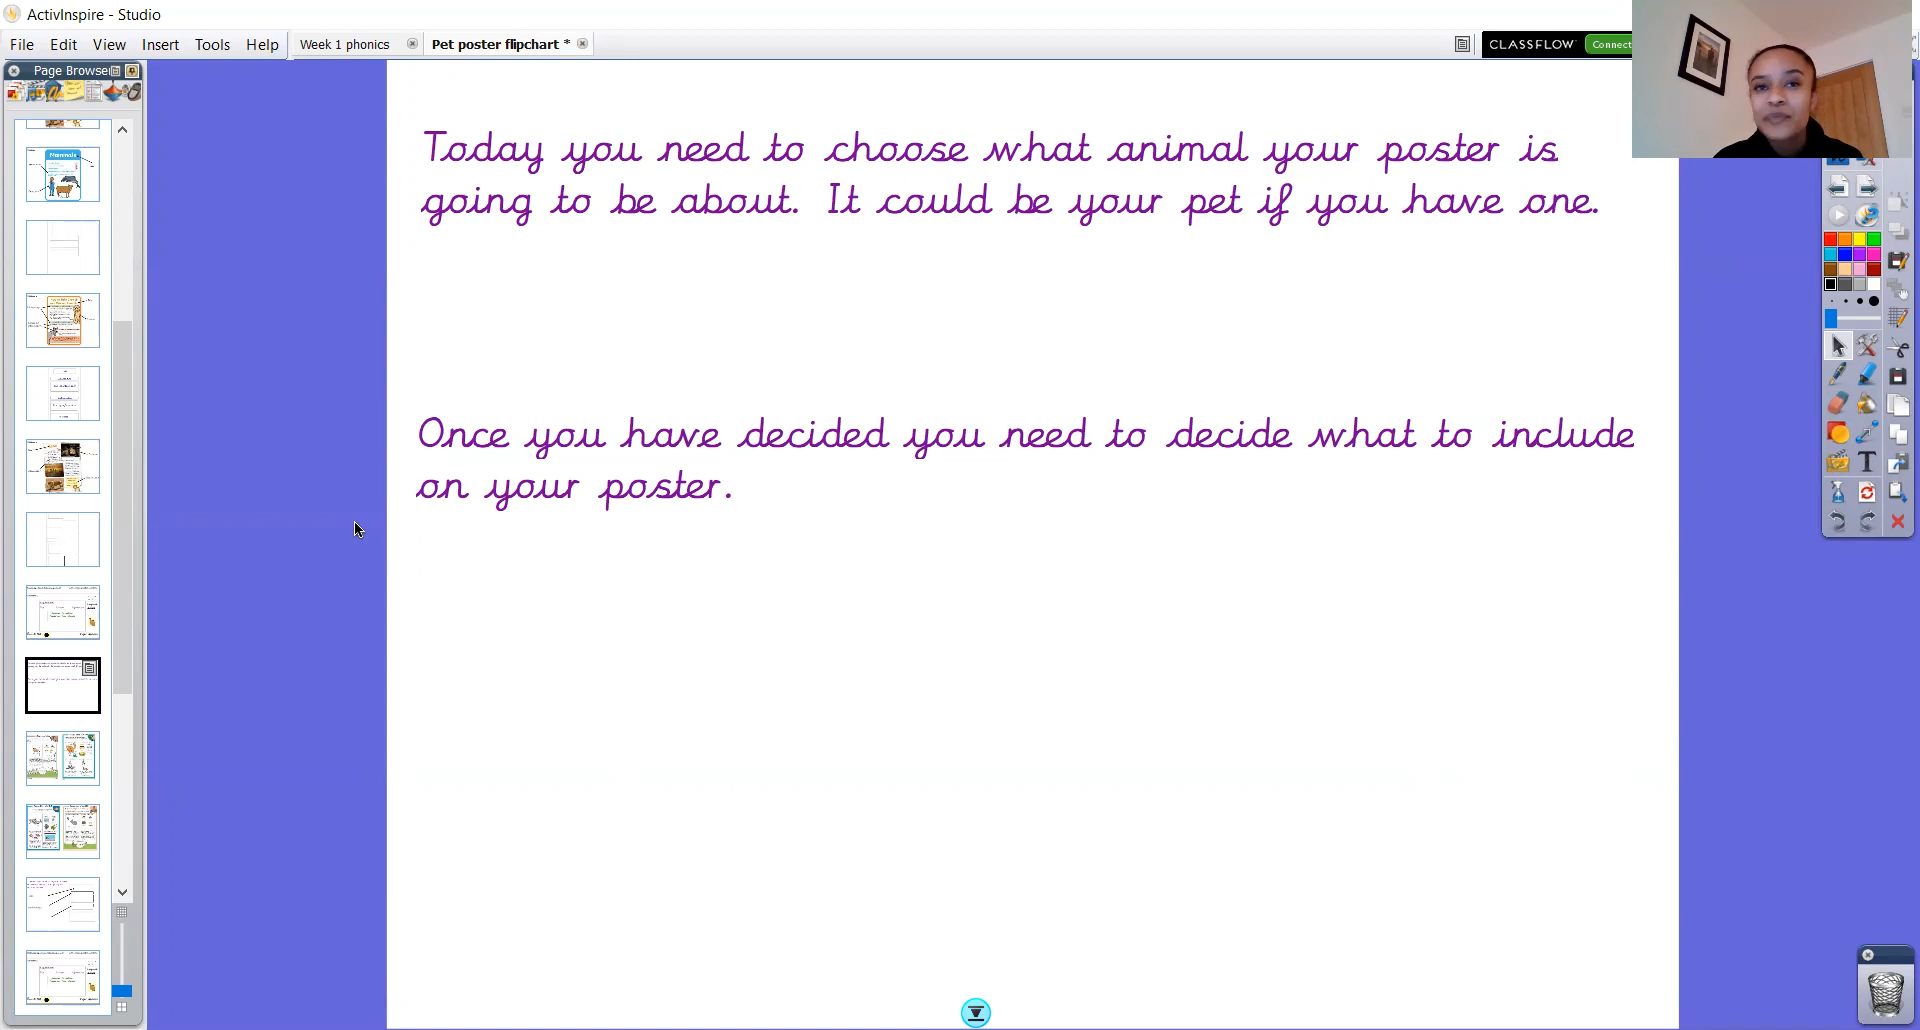 ActivInspire - Studio
File Edit View Insert Tools Help
Week 1 phonics
Pet poster flipchart *
CLASSFLOW
Connect
Page Browser
Mammals
Today you need to choose what animal your poster is
going to be about. It could be your pet if you have one.
Once you have decided you need to decide what to include
on your poster.